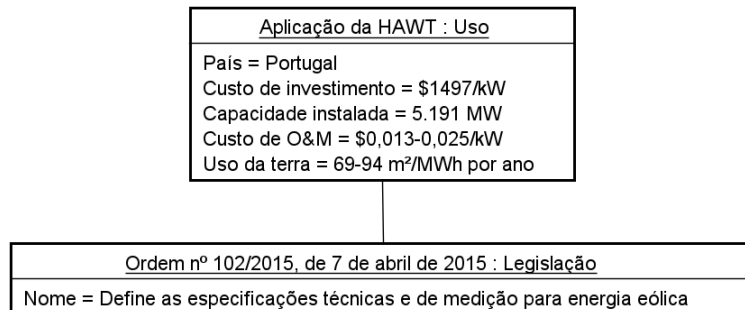 Aplicação da HAWT : Uso
País = Portugal
Custo de investimento = $1497/kW
Capacidade instalada = 5.191 MW
Custo de O&M = $0,013-0,025/kW
Uso da terra = 69-94 m²/MWh por ano
Ordem nº 102/2015, de 7 de abril de 2015 : Legislação
Nome = Define as especificações técnicas e de medição para energia eólica